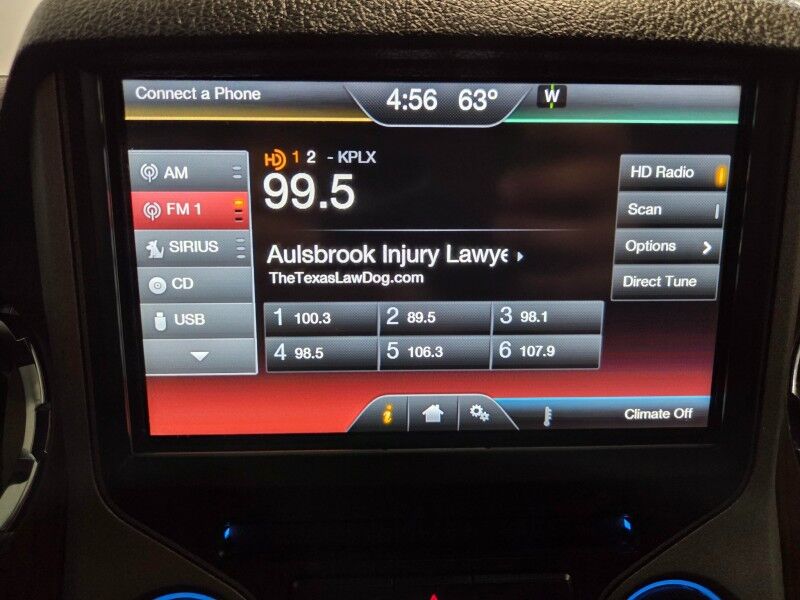 Connect a Phone
4:56 63° W
HD 1 2 - KPLX
99.5
AM
FM 1
SIRIUS
CD
USB
HD Radio
Scan
Options
Direct Tune
Aulsbrook Injury Lawye
TheTexasLawDog.com
1 100.3 2 89.5 3 98.1
4 98.5 5 106.3 6 107.9
i
Climate Off